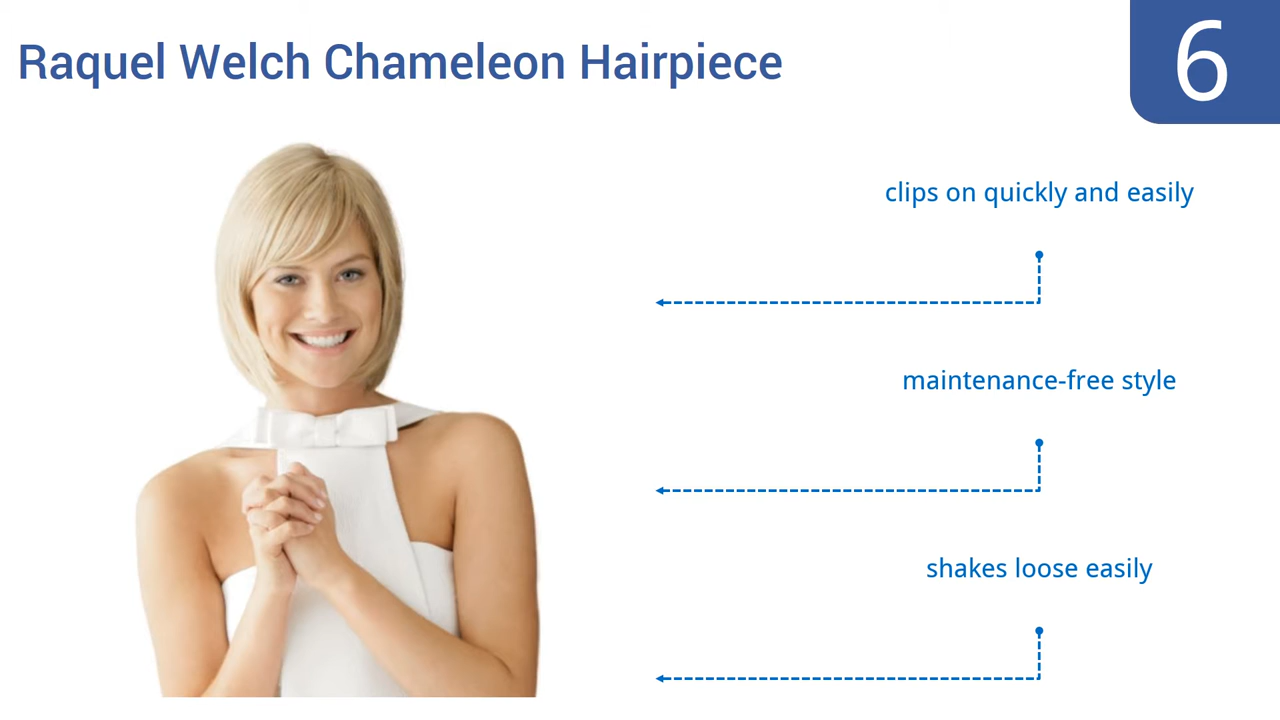 Raquel Welch Chameleon Hairpiece
6
clips on quickly and easily
maintenance-free style
shakes loose easily